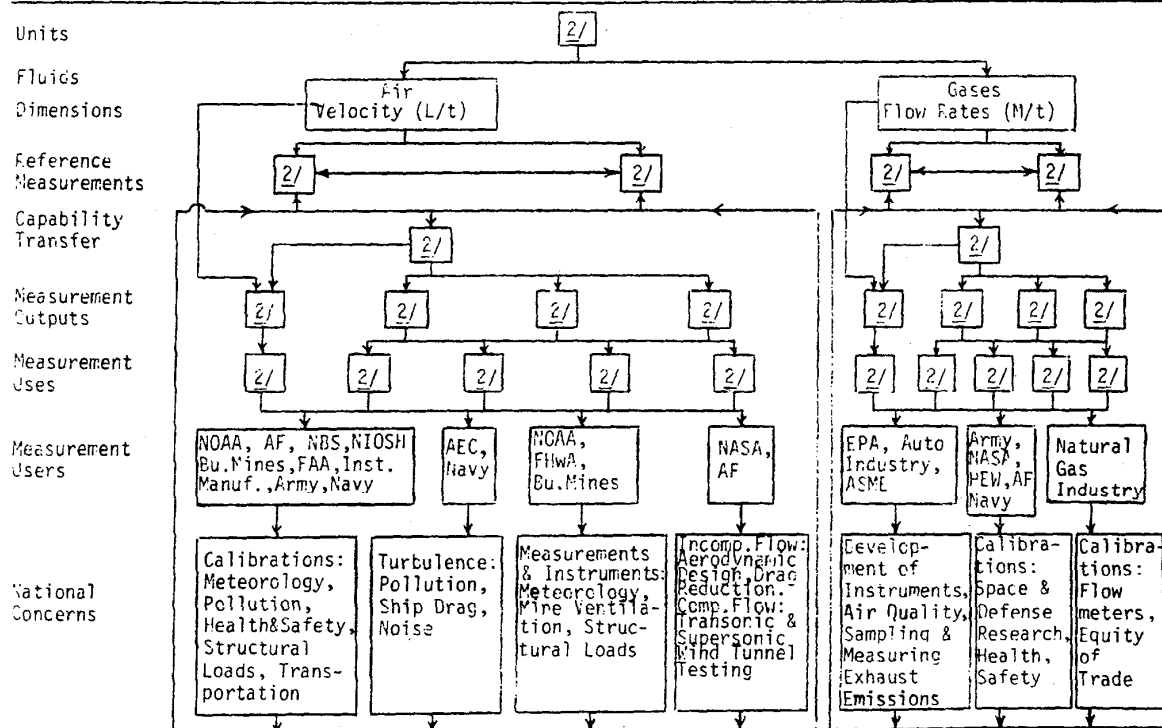 Units
2/
Fluids
Dimensions
Air
Velocity (L/t)
Gases
Flow Rates (M/t)
Reference
Measurements
2/ 2/ 2/ 2/
Capability
Transfer
2/ 2/
Measurement
Outputs
2/ 2/ 2/ 2/ 2/ 2/ 2/ 2/
Measurement
Uses
2/ 2/ 2/ 2/ 2/ 2/ 2/ 2/ 2/ 2/
Measurement
Users
NOAA, AF, NBS,NIOSH
Bu.Mines,FAA,Inst.
Manuf.,Army,Navy
AEC,
Navy
NOAA,
FHwA,
Bu.Mines
NASA,
AF
EPA, Auto
Industry,
ASME
Army,
NASA,
HEW,AF
Navy
Natural
Gas
Industry
National
Concerns
Calibrations:
Meteorology,
Pollution,
Health&Safety,
Structural
Loads, Trans-
portation
Turbulence:
Pollution,
Ship Drag,
Noise
Measurements
& Instruments:
Meteorology,
Mine Ventila-
tion, Struc-
tural Loads
Incomp.Flow:
Aerodynamic
Design,Drag
Reduction.
Comp.Flow:
Transonic &
Supersonic
Wind Tunnel
Testing
Develop-
ment of
Instruments,
Air Quality,
Sampling &
Measuring
Exhaust
Emissions
Calibra-
tions:
Space &
Defense
Research,
Health,
Safety
Calibra-
tions:
Flow
meters,
Equity
of
Trade